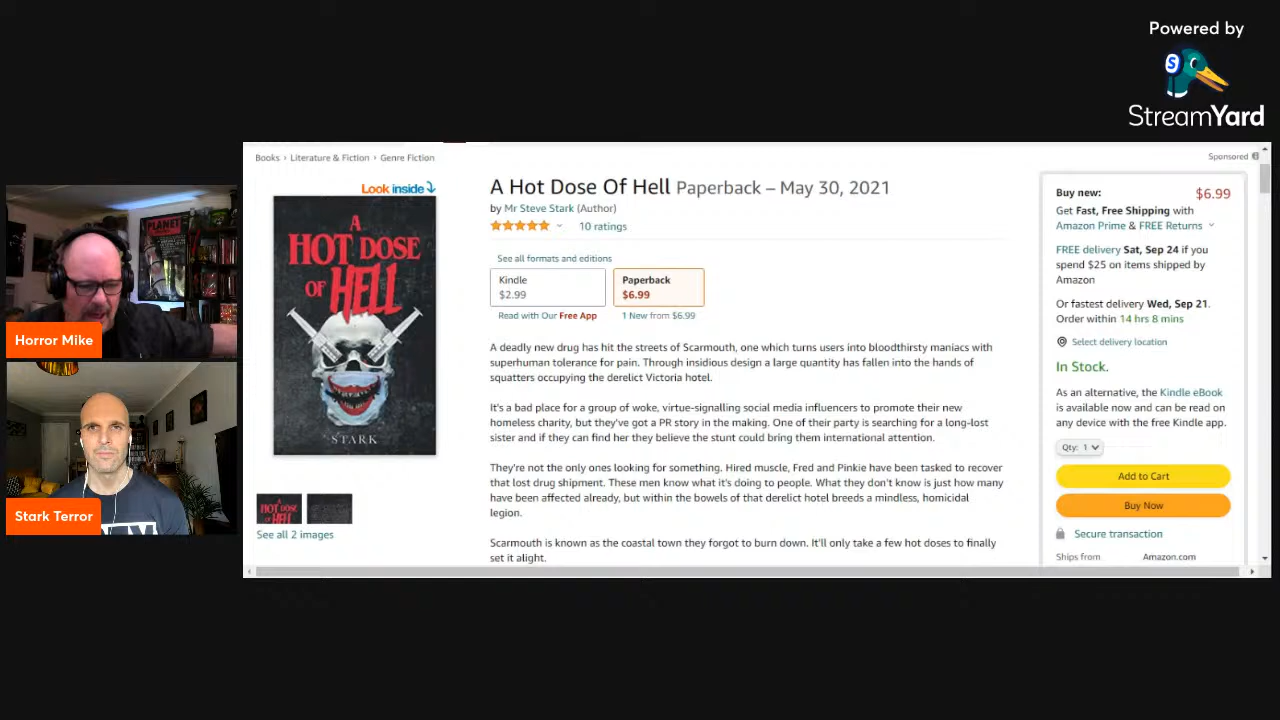 Powered by
StreamYard
Books › Literature & Fiction › Genre Fiction
Sponsored
Look inside
A
HOT DOSE
OF HELL
STARK
See all 2 images
A Hot Dose Of Hell Paperback – May 30, 2021
by Mr Steve Stark (Author)
10 ratings
See all formats and editions
Kindle
$2.99
Paperback
$6.99
Read with Our Free App
1 New from $6.99
A deadly new drug has hit the streets of Scarmouth, one which turns users into bloodthirsty maniacs with
superhuman tolerance for pain. Through insidious design a large quantity has fallen into the hands of
squatters occupying the derelict Victoria hotel.
It's a bad place for a group of woke, virtue-signalling social media influencers to promote their new
homeless charity, but they've got a PR story in the making. One of their party is searching for a long-lost
sister and if they can find her they believe the stunt could bring them international attention.
They're not the only ones looking for something. Hired muscle, Fred and Pinkie have been tasked to recover
that lost drug shipment. These men know what it's doing to people. What they don't know is just how many
have been affected already, but within the bowels of that derelict hotel breeds a mindless, homicidal
legion.
Scarmouth is known as the coastal town they forgot to burn down. It'll only take a few hot doses to finally
set it alight.
Buy new:
$6.99
Get Fast, Free Shipping with
Amazon Prime & FREE Returns
FREE delivery Sat, Sep 24 if you
spend $25 on items shipped by
Amazon
Or fastest delivery Wed, Sep 21.
Order within 14 hrs 8 mins
Select delivery location
In Stock.
As an alternative, the Kindle eBook
is available now and can be read on
any device with the free Kindle app.
Qty: 1
Add to Cart
Buy Now
Secure transaction
Ships from
Amazon.com
PLANET
Horror Mike
Stark Terror